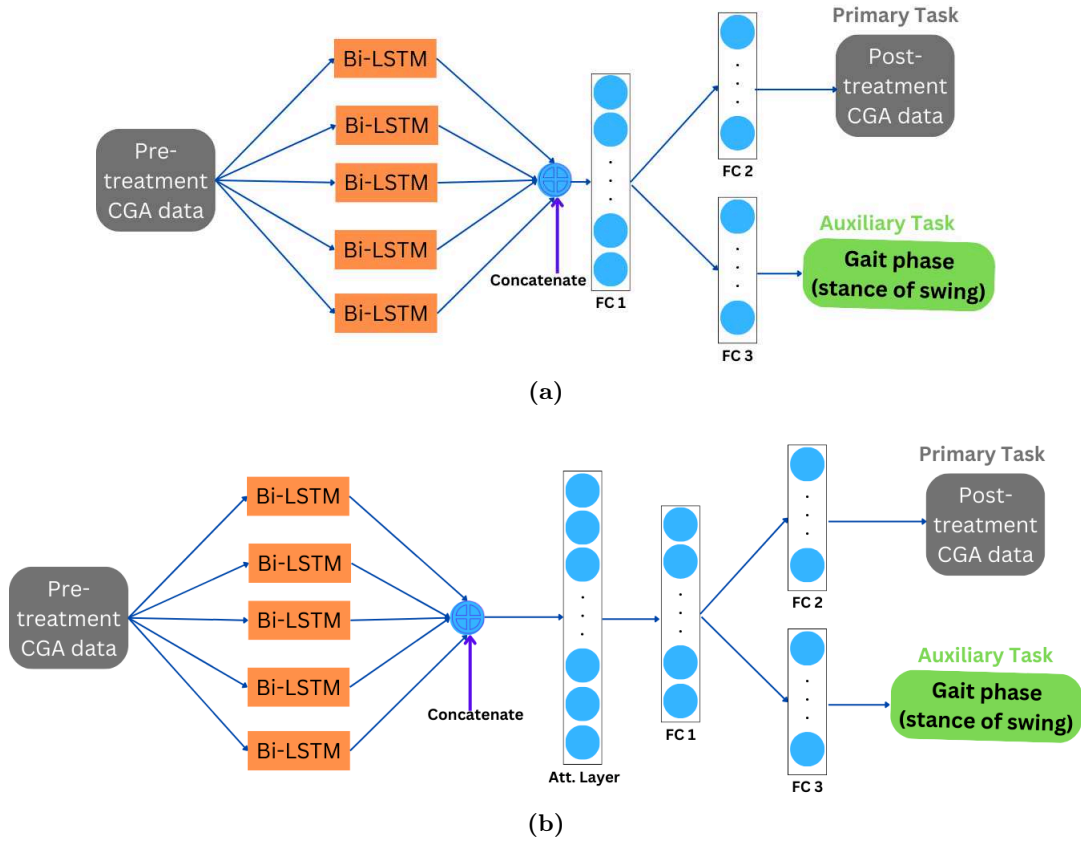 Primary Task
Bi-LSTM
Post-
treatment
CGA data
Bi-LSTM
Pre-
treatment
CGA data
Bi-LSTM
FC 2
Auxiliary Task
Bi-LSTM
Gait phase
(stance of swing)
Concatenate
FC 1
Bi-LSTM
FC 3
(a)
Primary Task
Bi-LSTM
Post-
treatment
CGA data
Bi-LSTM
Pre-
treatment
CGA data
Bi-LSTM
FC 2
Auxiliary Task
Bi-LSTM
Gait phase
(stance of swing)
Concatenate
FC 1
Bi-LSTM
Att. Layer
FC 3
(b)